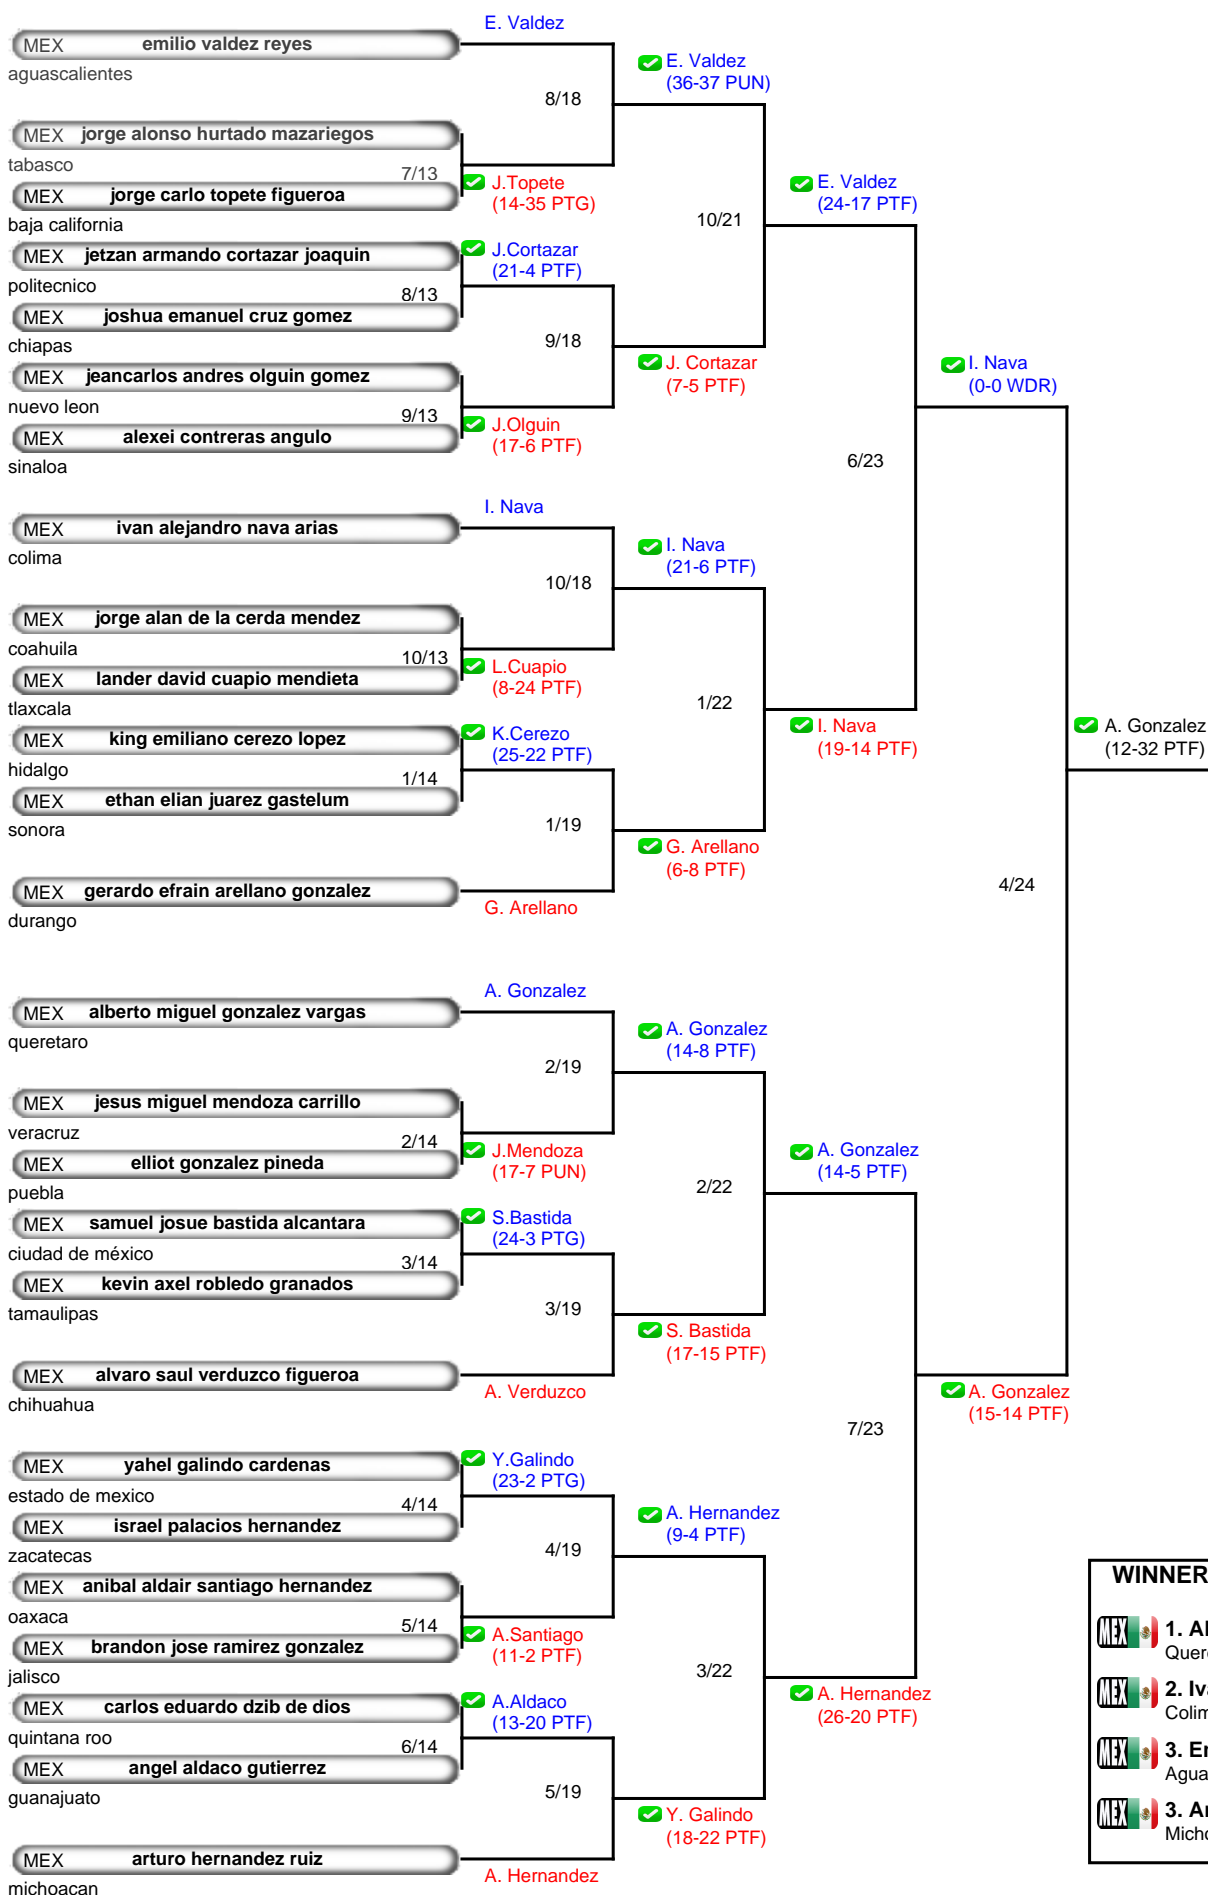 E. Valdez
MEX emilio valdez reyes
aguascalientes
E. Valdez
(36-37 PUN)
8/18
MEX jorge alonso hurtado mazariegos
tabasco
7/13
MEX jorge carlo topete figueroa
baja california
J.Topete
(14-35 PTG)
E. Valdez
(24-17 PTF)
10/21
MEX jetzan armando cortazar joaquin
politecnico
J.Cortazar
(21-4 PTF)
8/13
MEX joshua emanuel cruz gomez
chiapas
9/18
J. Cortazar
(7-5 PTF)
I. Nava
(0-0 WDR)
MEX jeancarlos andres olguin gomez
nuevo leon
9/13
MEX alexei contreras angulo
sinaloa
J.Olguin
(17-6 PTF)
6/23
I. Nava
MEX ivan alejandro nava arias
colima
I. Nava
(21-6 PTF)
10/18
MEX jorge alan de la cerda mendez
coahuila
10/13
MEX lander david cuapio mendieta
tlaxcala
L.Cuapio
(8-24 PTF)
1/22
MEX king emiliano cerezo lopez
hidalgo
K.Cerezo
(25-22 PTF)
I. Nava
(19-14 PTF)
A. Gonzalez
(12-32 PTF)
1/14
MEX ethan elian juarez gastelum
sonora
1/19
G. Arellano
(6-8 PTF)
MEX gerardo efrain arellano gonzalez
durango
G. Arellano
4/24
A. Gonzalez
MEX alberto miguel gonzalez vargas
queretaro
A. Gonzalez
(14-8 PTF)
2/19
MEX jesus miguel mendoza carrillo
veracruz
2/14
MEX elliot gonzalez pineda
puebla
J.Mendoza
(17-7 PUN)
A. Gonzalez
(14-5 PTF)
2/22
MEX samuel josue bastida alcantara
ciudad de méxico
S.Bastida
(24-3 PTG)
3/14
MEX kevin axel robledo granados
tamaulipas
3/19
S. Bastida
(17-15 PTF)
MEX alvaro saul verduzco figueroa
chihuahua
A. Verduzco
A. Gonzalez
(15-14 PTF)
7/23
MEX yahel galindo cardenas
estado de mexico
Y.Galindo
(23-2 PTG)
4/14
MEX israel palacios hernandez
zacatecas
A. Hernandez
(9-4 PTF)
4/19
MEX anibal aldair santiago hernandez
oaxaca
5/14
MEX brandon jose ramirez gonzalez
jalisco
A.Santiago
(11-2 PTF)
3/22
MEX carlos eduardo dzib de dios
quintana roo
A.Aldaco
(13-20 PTF)
A. Hernandez
(26-20 PTF)
6/14
MEX angel aldaco gutierrez
guanajuato
5/19
Y. Galindo
(18-22 PTF)
MEX arturo hernandez ruiz
michoacan
A. Hernandez
WINNER
MEX 1. Al
Quer
MEX 2. Iva
Colim
MEX 3. Er
Agua
MEX 3. Ar
Micho